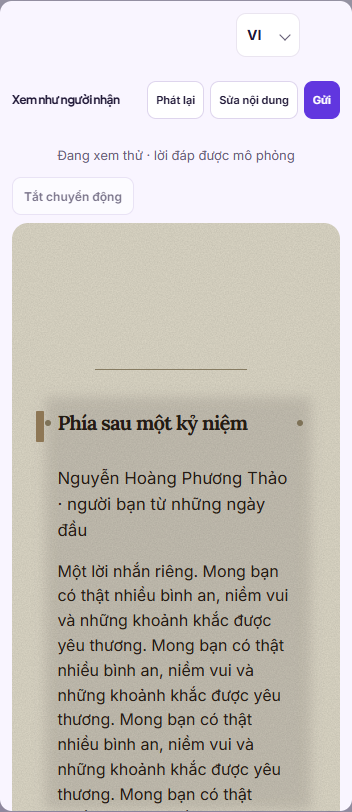 VI
Xem như người nhận
Phát lại
Sửa nội dung
Gửi
Đang xem thử · lời đáp được mô phỏng
Tắt chuyển động
Phía sau một kỷ niệm
Nguyễn Hoàng Phương Thảo
· người bạn từ những ngày
đầu
Một lời nhắn riêng. Mong bạn
có thật nhiều bình an, niềm vui
và những khoảnh khắc được
yêu thương. Mong bạn có thật
nhiều bình an, niềm vui và
những khoảnh khắc được yêu
thương. Mong bạn có thật
nhiều bình an, niềm vui và
những khoảnh khắc được yêu
thương. Mong bạn có thật